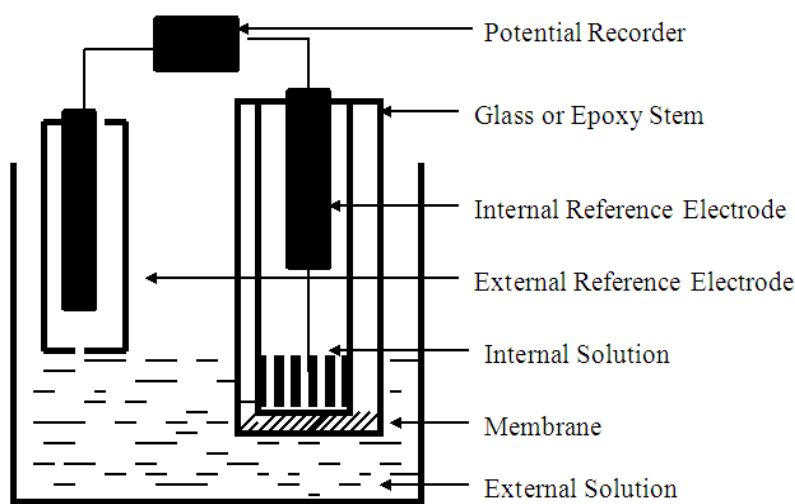 Potential Recorder
Glass or Epoxy Stem
Internal Reference Electrode
External Reference Electrode
Internal Solution
Membrane
External Solution